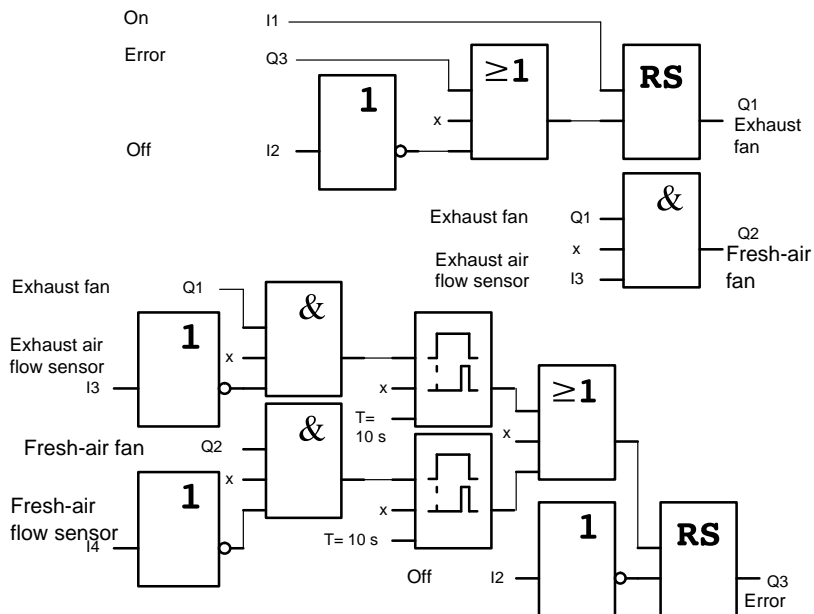 On I1
Error Q3
≥1
RS
1
x
Q1
Exhaust
fan
Off I2
&
Exhaust fan Q1
Q2
x
Fresh-air
fan
Exhaust air
flow sensor
I3
Exhaust fan Q1
&
1
Exhaust air
flow sensor
x
I3
x
≥1
T=
10 s
&
Fresh-air fan Q2
x
x
1
Fresh-air
flow sensor
I4
x
T= 10 s
1
RS
Off I2
Q3
Error